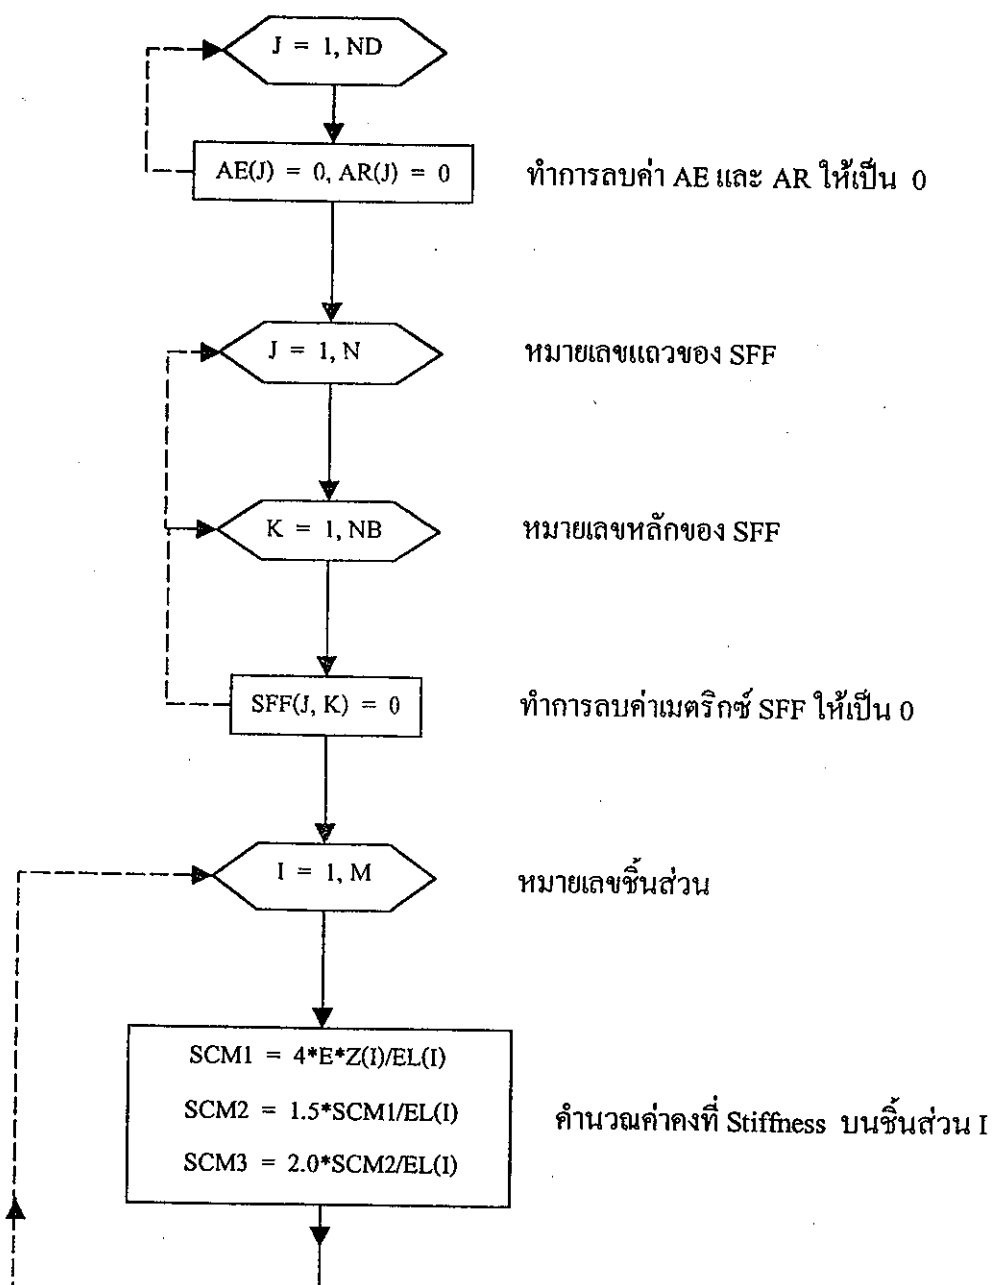 J = 1, ND
AE(J) = 0, AR(J) = 0
ทำการลบค่า AE และ AR ให้เป็น 0
J = 1, N
หมายเลขแถวของ SFF
K = 1, NB
หมายเลขหลักของ SFF
SFF(J, K) = 0
ทำการลบค่าเมตริกซ์ SFF ให้เป็น 0
I = 1, M
หมายเลขชิ้นส่วน
SCM1 = 4*E*Z(I)/EL(I)
SCM2 = 1.5*SCM1/EL(I)
SCM3 = 2.0*SCM2/EL(I)
คำนวณค่าคงที่ Stiffness บนชิ้นส่วน I